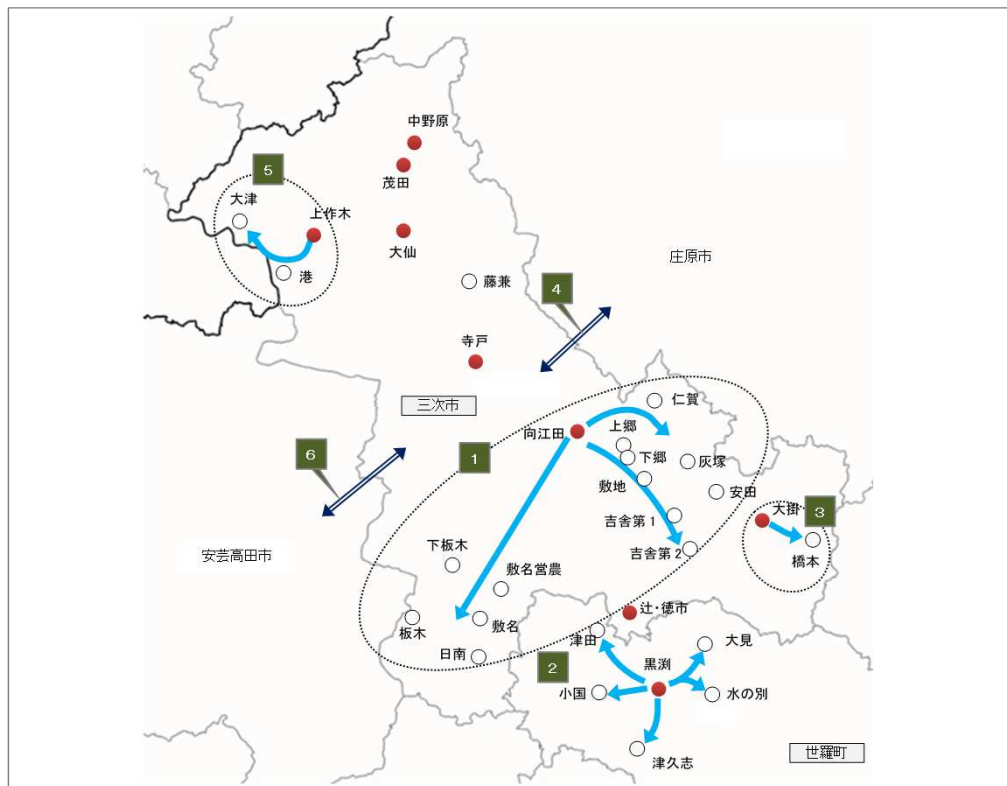 中野原
茂田
5
大津
上作木
大仙
港
藤兼
庄原市
4
寺戸
三次市
仁賀
向江田
上郷
下郷
灰塚
敷地
安田
6
1
吉舎第1
大掛
3
橋本
吉舎第2
安芸高田市
下板木
敷名営農
板木
敷名
辻・徳市
津田
日南
2
大見
黒渕
小国
水の別
津久志
世羅町